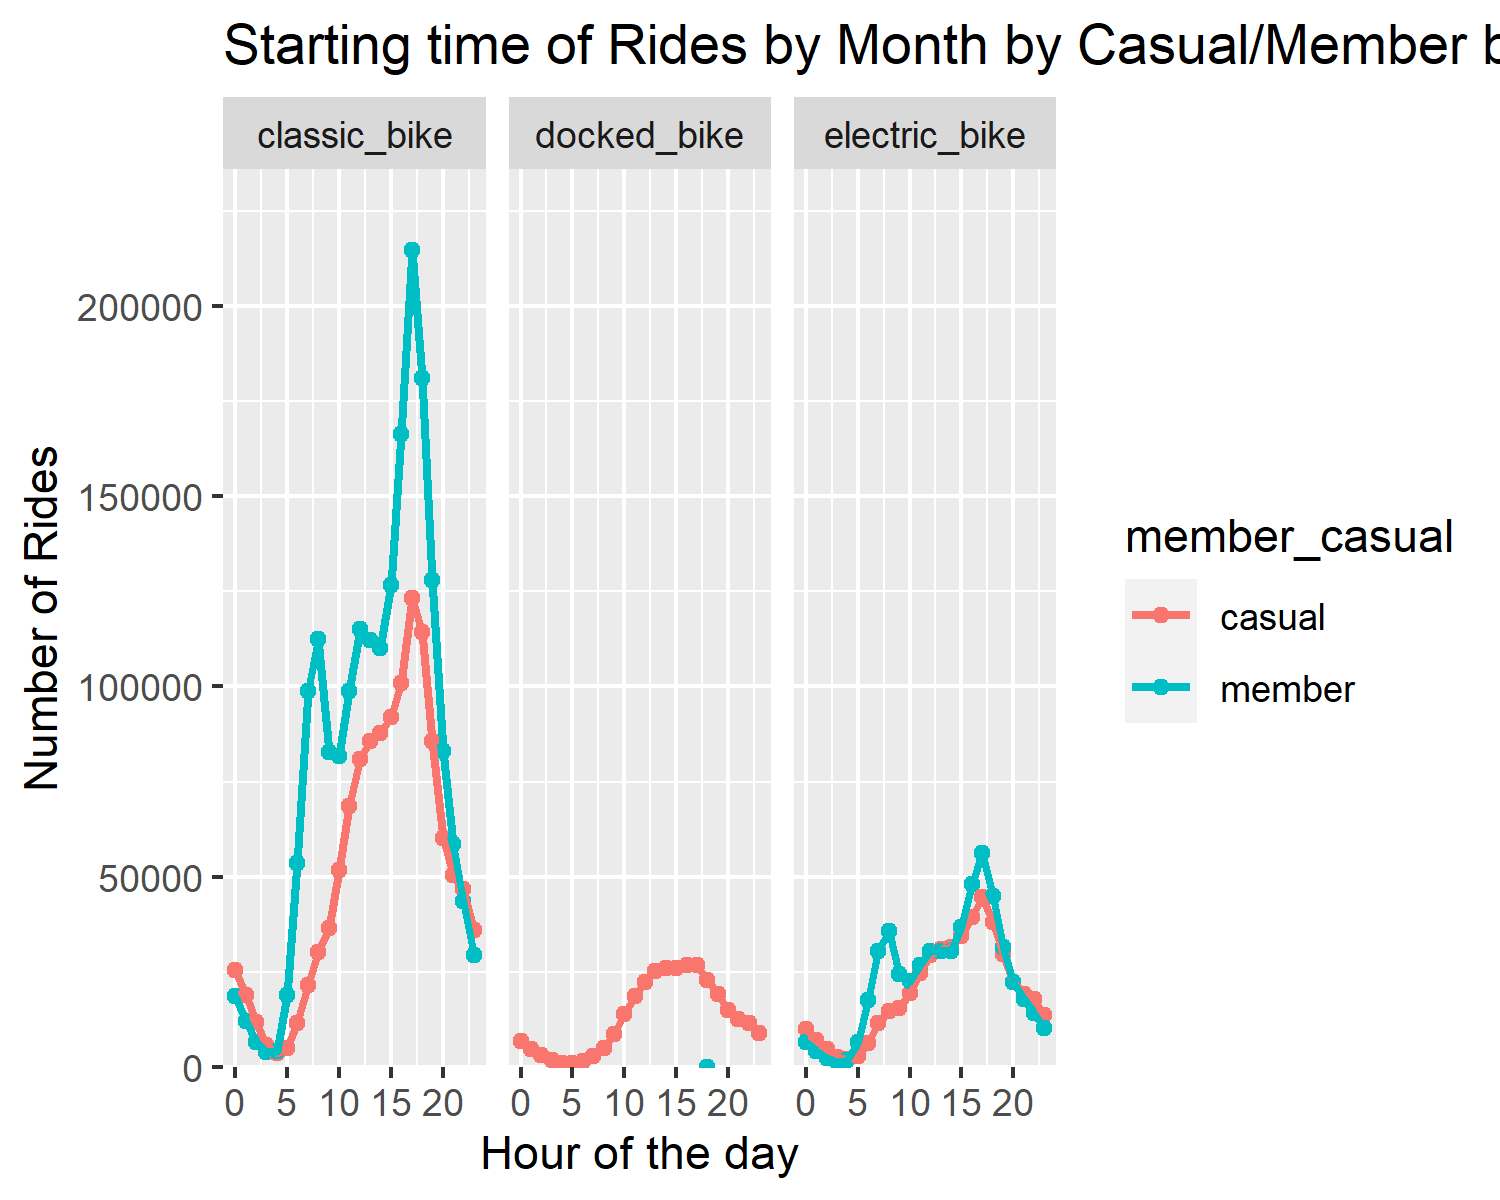 Starting time of Rides by Month by Casual/Member b
classic_bike
docked_bike
electric_bike
Number of Rides
200000
150000
100000
50000
0
0 5 10 15 20
0 5 10 15 20
0 5 10 15 20
Hour of the day
member_casual
casual
member